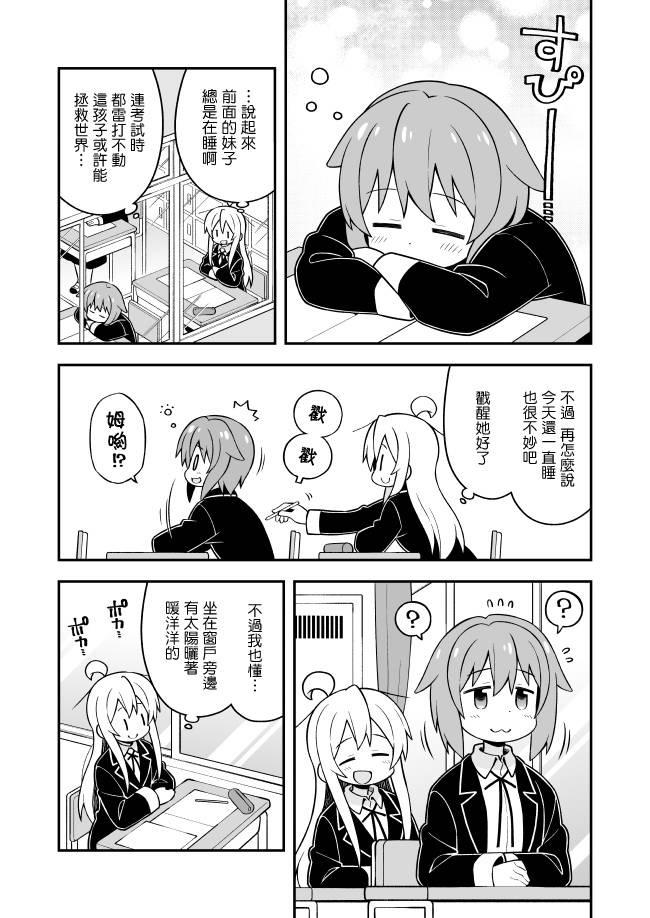 すぴー
…說起來
前面的妹子
總是在睡啊
連考試時
都雷打不動
這孩子或許能
拯救世界…
不過 再怎麼說
今天還一直睡
也很不妙吧
戳醒她好了
戳
戳
姆喲!?
?
?
不過我也懂…
坐在窗戶旁邊
有太陽曬著
暖洋洋的
ポカ…
ポカ…